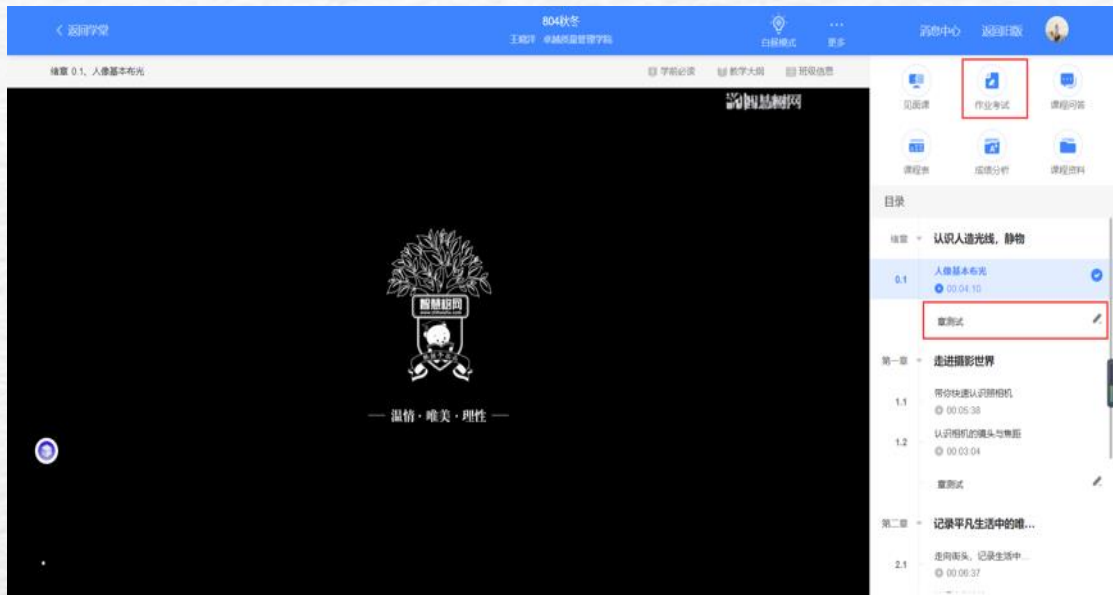 返回学堂
804秋冬
白昼模式
更多
消息中心 返回旧版
绪章 0.1、人像基本布光
学前必读 教学大纲 班级信息
智慧树网
见面课
作业考试
课程问答
课程表
成绩分析
课程资料
目录
绪章 认识人造光线，静物
0.1 人像基本布光
00:04:10
章测试
第一章 走进摄影世界
1.1 带你快速认识照相机
00:05:38
1.2 认识相机的镜头与焦距
00:03:04
章测试
第二章 记录平凡生活中的唯...
2.1 走向街头，记录生活中...
00:06:37
智慧树网
— 温情·唯美·理性 —